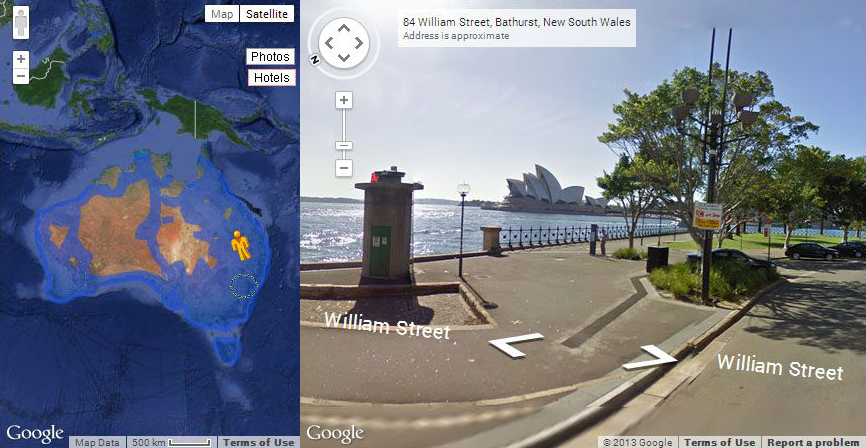 Map
Satellite
Photos
Hotels
Google
Map Data
500 km
Terms of Use
84 William Street, Bathurst, New South Wales
Address is approximate
N
William Street
William Street
Google
© 2013 Google
Terms of Use
Report a problem